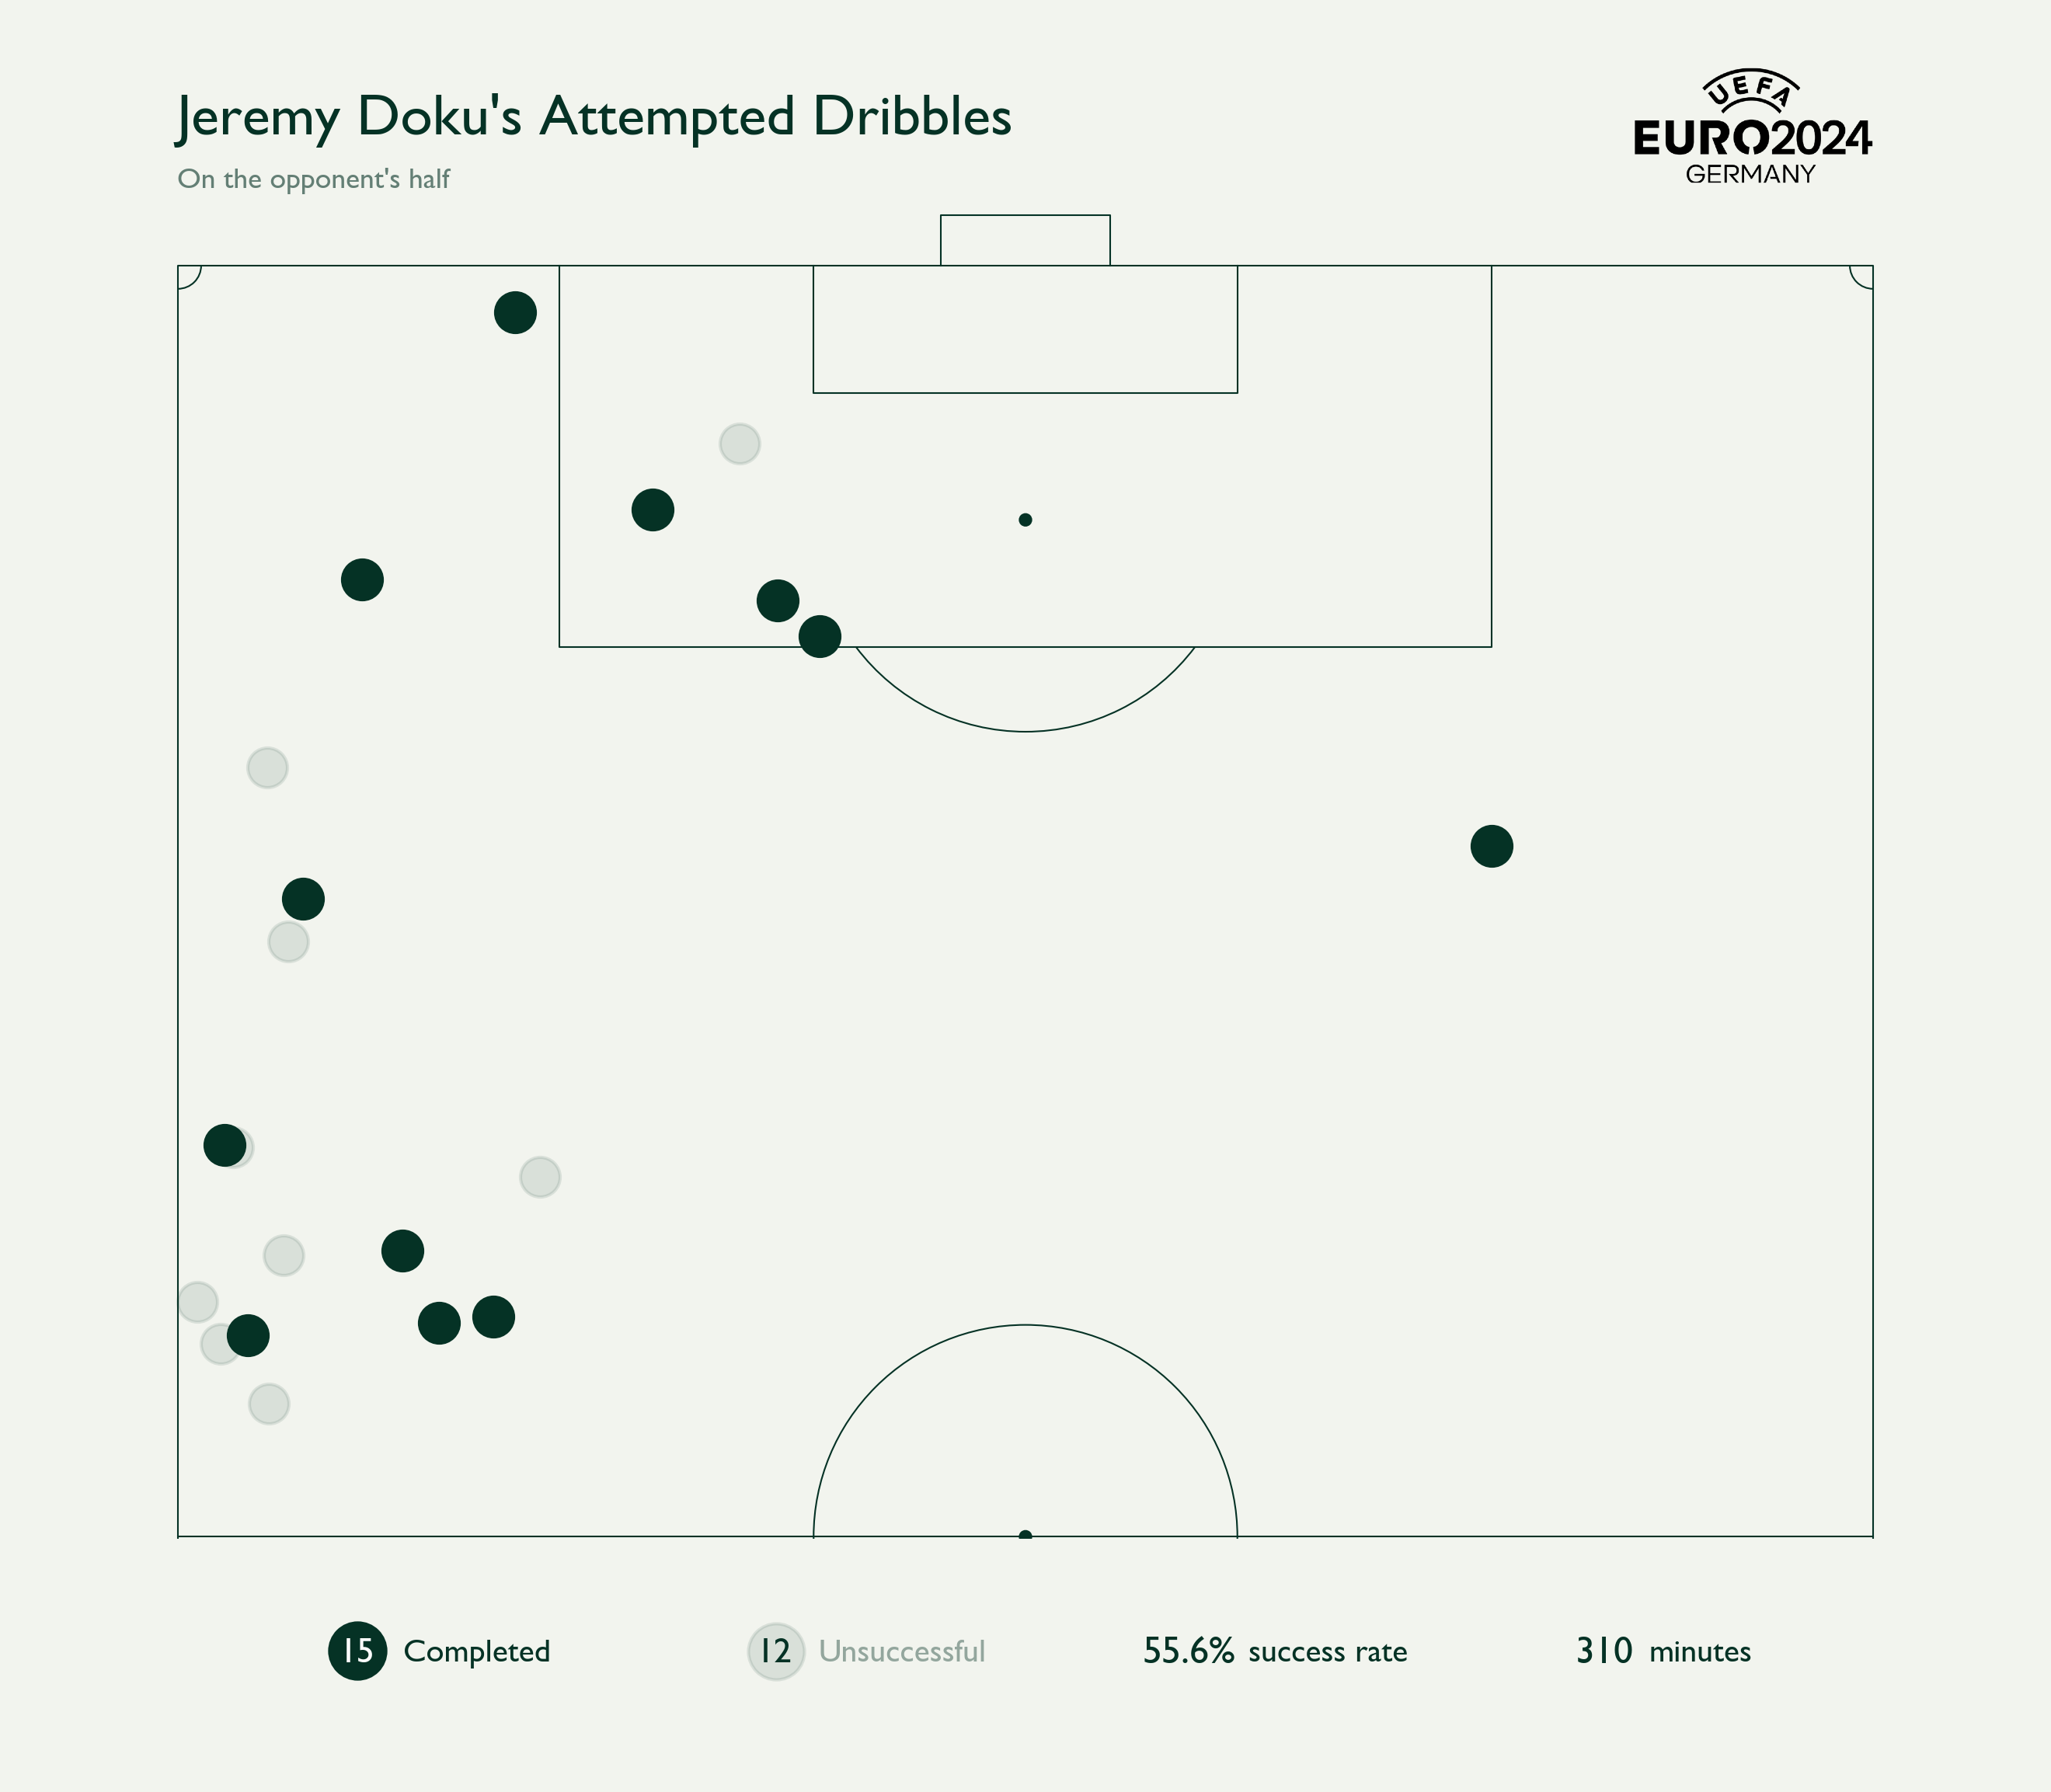 Jeremy Doku's Attempted Dribbles
On the opponent's half
UEFA
EURO2024
GERMANY
15 Completed
12 Unsuccessful
55.6% success rate
310 minutes